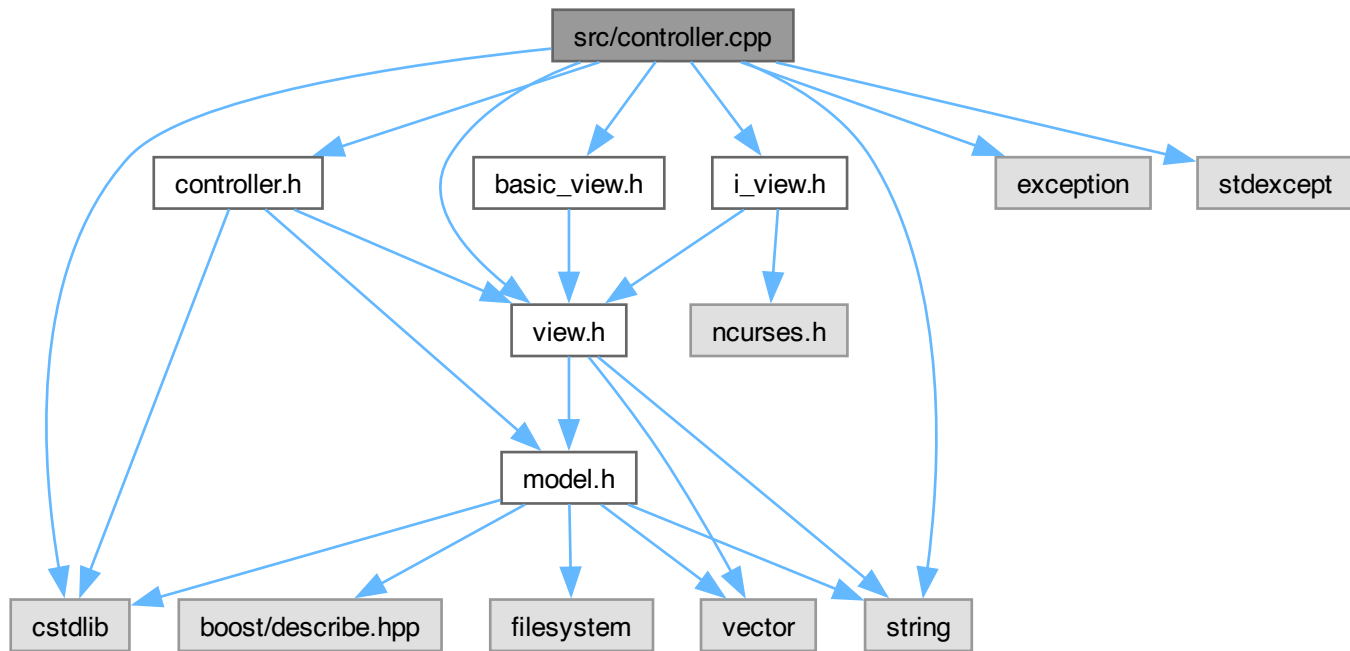 src/controller.cpp
controller.h
basic_view.h
i_view.h
exception
stdexcept
view.h
ncurses.h
model.h
cstdlib
boost/describe.hpp
filesystem
vector
string